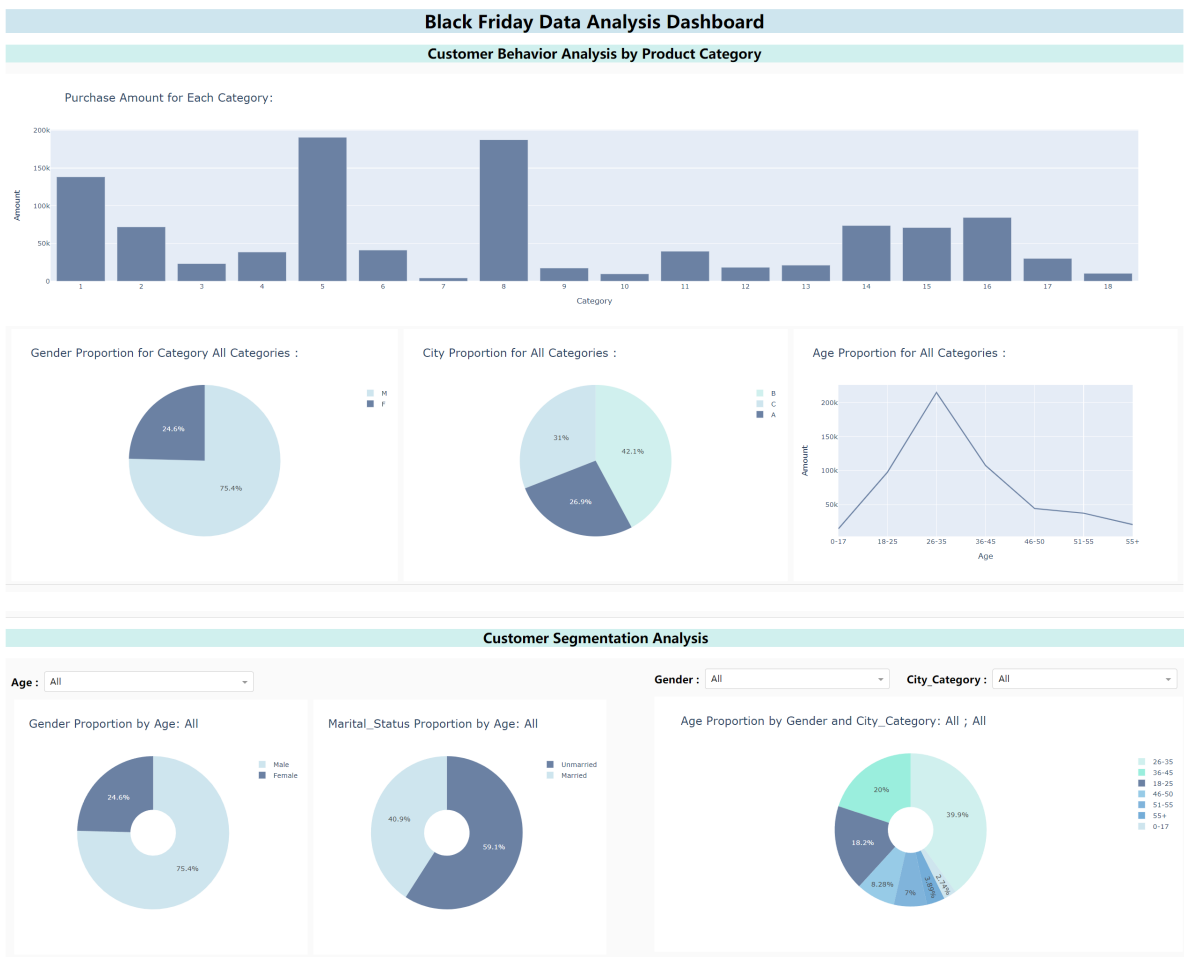 Black Friday Data Analysis Dashboard
Customer Behavior Analysis by Product Category
Purchase Amount for Each Category:
200k
150k
100k
50k
0
Amount
1 2 3 4 5 6 7 8 9 10 11 12 13 14 15 16 17 18
Category
Gender Proportion for Category All Categories :
M
F
24.6%
75.4%
City Proportion for All Categories :
B
C
A
31%
42.1%
26.9%
Age Proportion for All Categories :
200k
150k
100k
50k
Amount
0-17 18-25 26-35 36-45 46-50 51-55 55+
Age
Customer Segmentation Analysis
Age : All
Gender : All
City_Category : All
Gender Proportion by Age: All
Male
Female
24.6%
75.4%
Marital_Status Proportion by Age: All
Unmarried
Married
40.9%
59.1%
Age Proportion by Gender and City_Category: All ; All
26-35
36-45
18-25
46-50
51-55
55+
0-17
20%
39.9%
18.2%
8.28%
7%
3.89%
2.74%